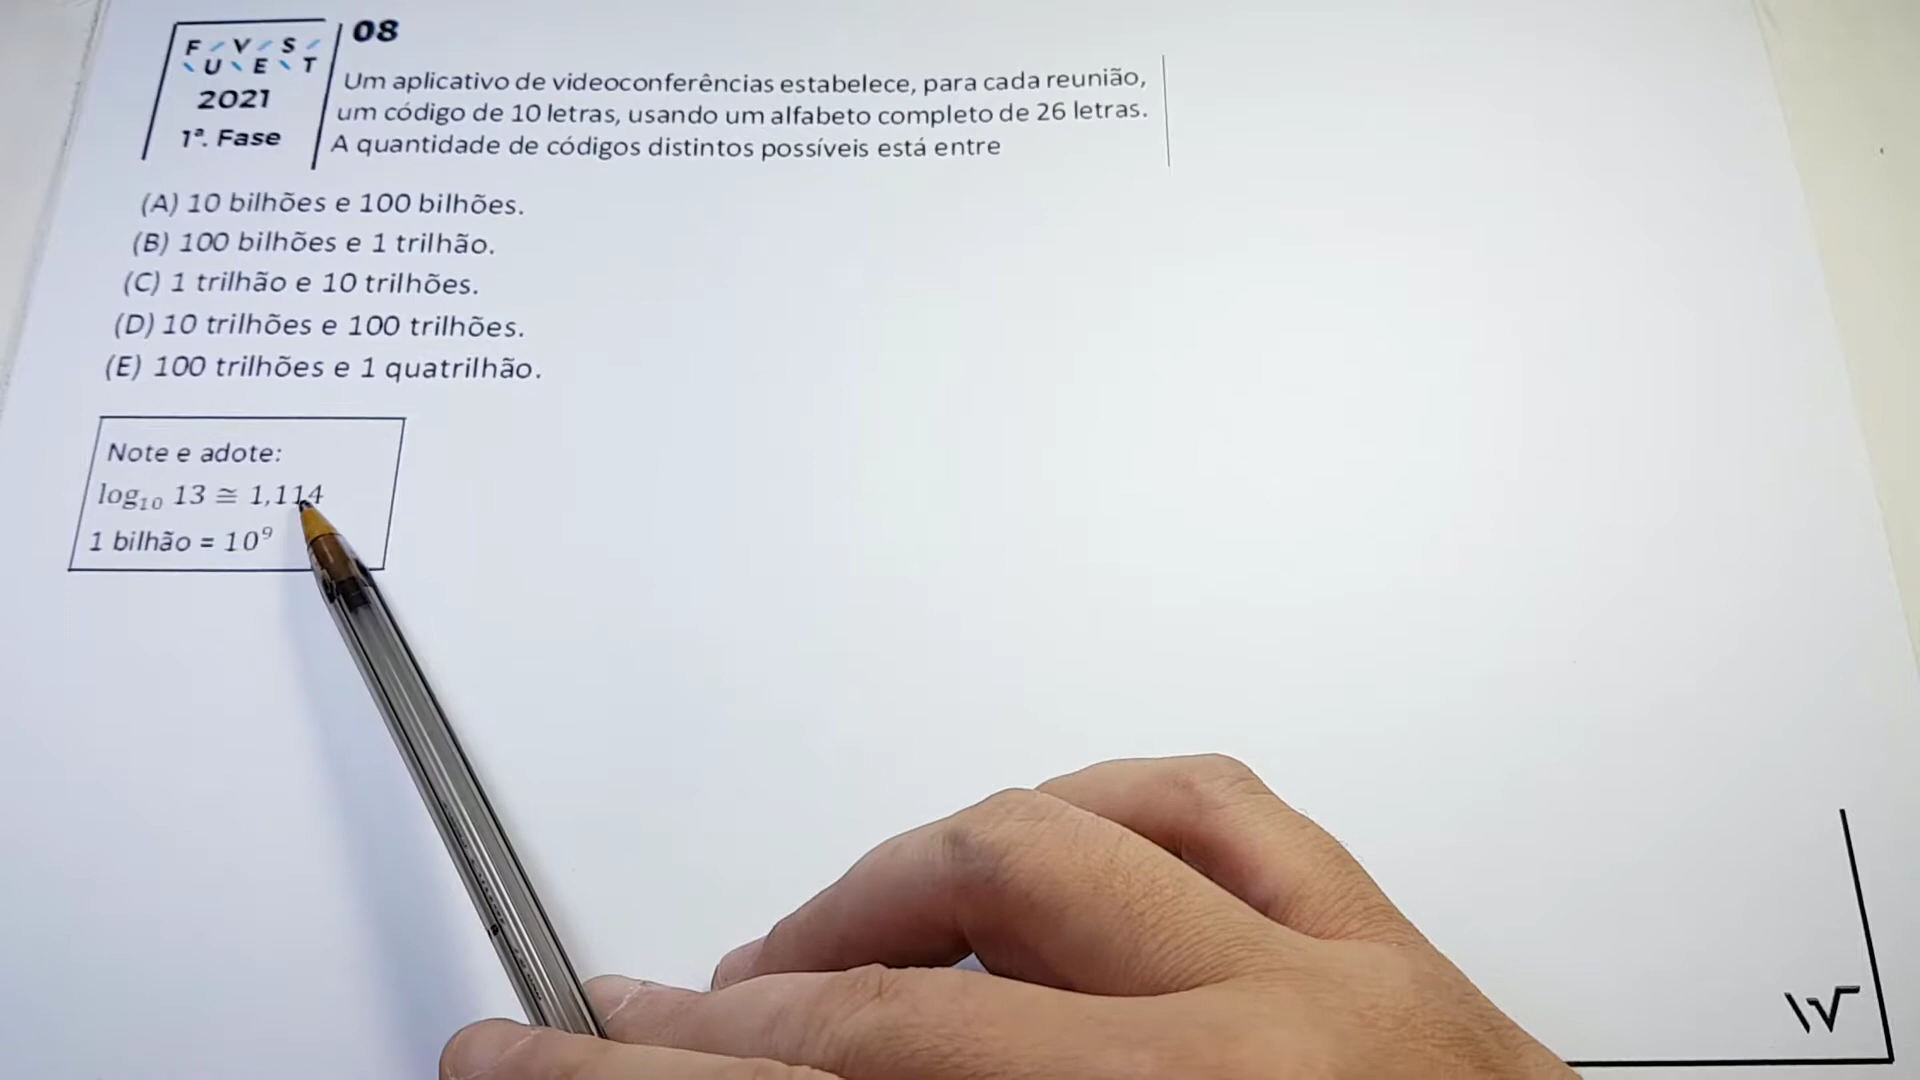 F V S
U E T
2021
1ª. Fase
08
Um aplicativo de videoconferências estabelece, para cada reunião,
um código de 10 letras, usando um alfabeto completo de 26 letras.
A quantidade de códigos distintos possíveis está entre
(A) 10 bilhões e 100 bilhões.
(B) 100 bilhões e 1 trilhão.
(C) 1 trilhão e 10 trilhões.
(D) 10 trilhões e 100 trilhões.
(E) 100 trilhões e 1 quatrilhão.
Note e adote:
log₁₀ 13 ≅ 1,114
1 bilhão = 10⁹